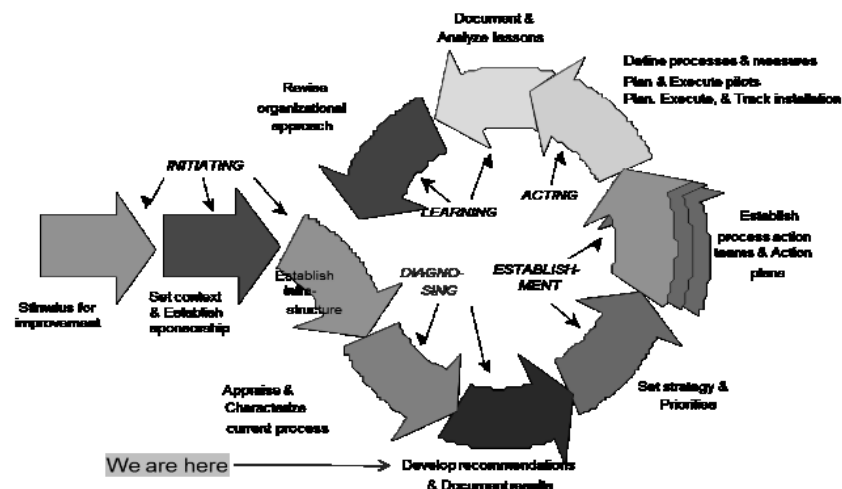 Document &
Analyze lessons
Define processes & measures
Plan & Execute pilots
Plan. Execute, & Track installation
Revise
organizational
approach
INITIATING
LEARNING
ACTING
Stimulus for
improvement
Set context
& Establish
sponsorship
Establish
Infra-
structure
DIAGNO-
SING
ESTABLISH-
MENT
Establish
process action
teams & Action
plans
Appraise &
Characterize
current process
Set strategy &
Priorities
We are here
Develop recommendations
& Document results